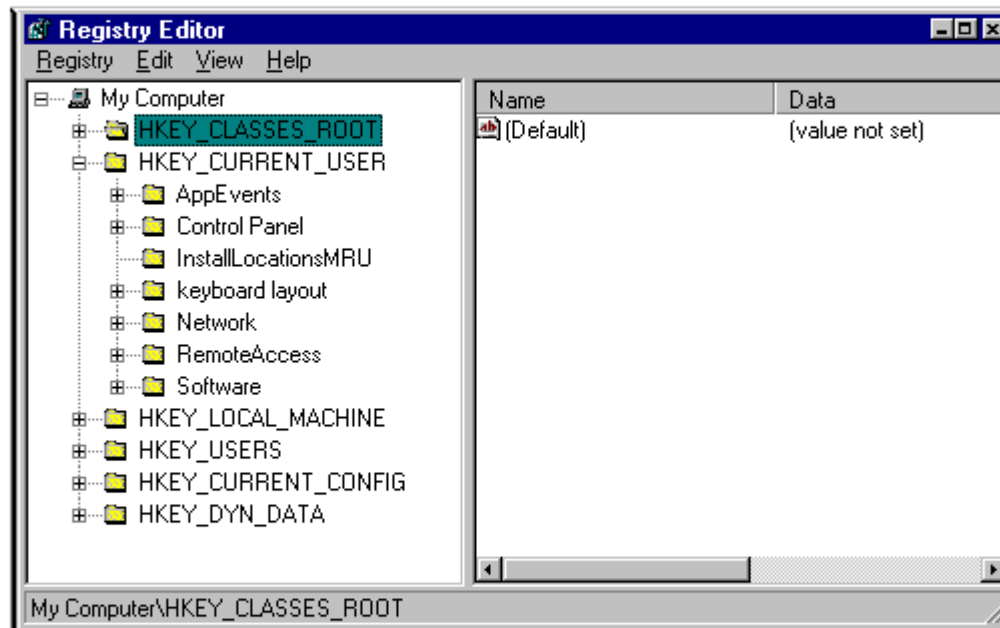 Registry Editor
Registry Edit View Help
My Computer
HKEY_CLASSES_ROOT
HKEY_CURRENT_USER
AppEvents
Control Panel
InstallLocationsMRU
keyboard layout
Network
RemoteAccess
Software
HKEY_LOCAL_MACHINE
HKEY_USERS
HKEY_CURRENT_CONFIG
HKEY_DYN_DATA
Name Data
ab (Default) (value not set)
My Computer\HKEY_CLASSES_ROOT